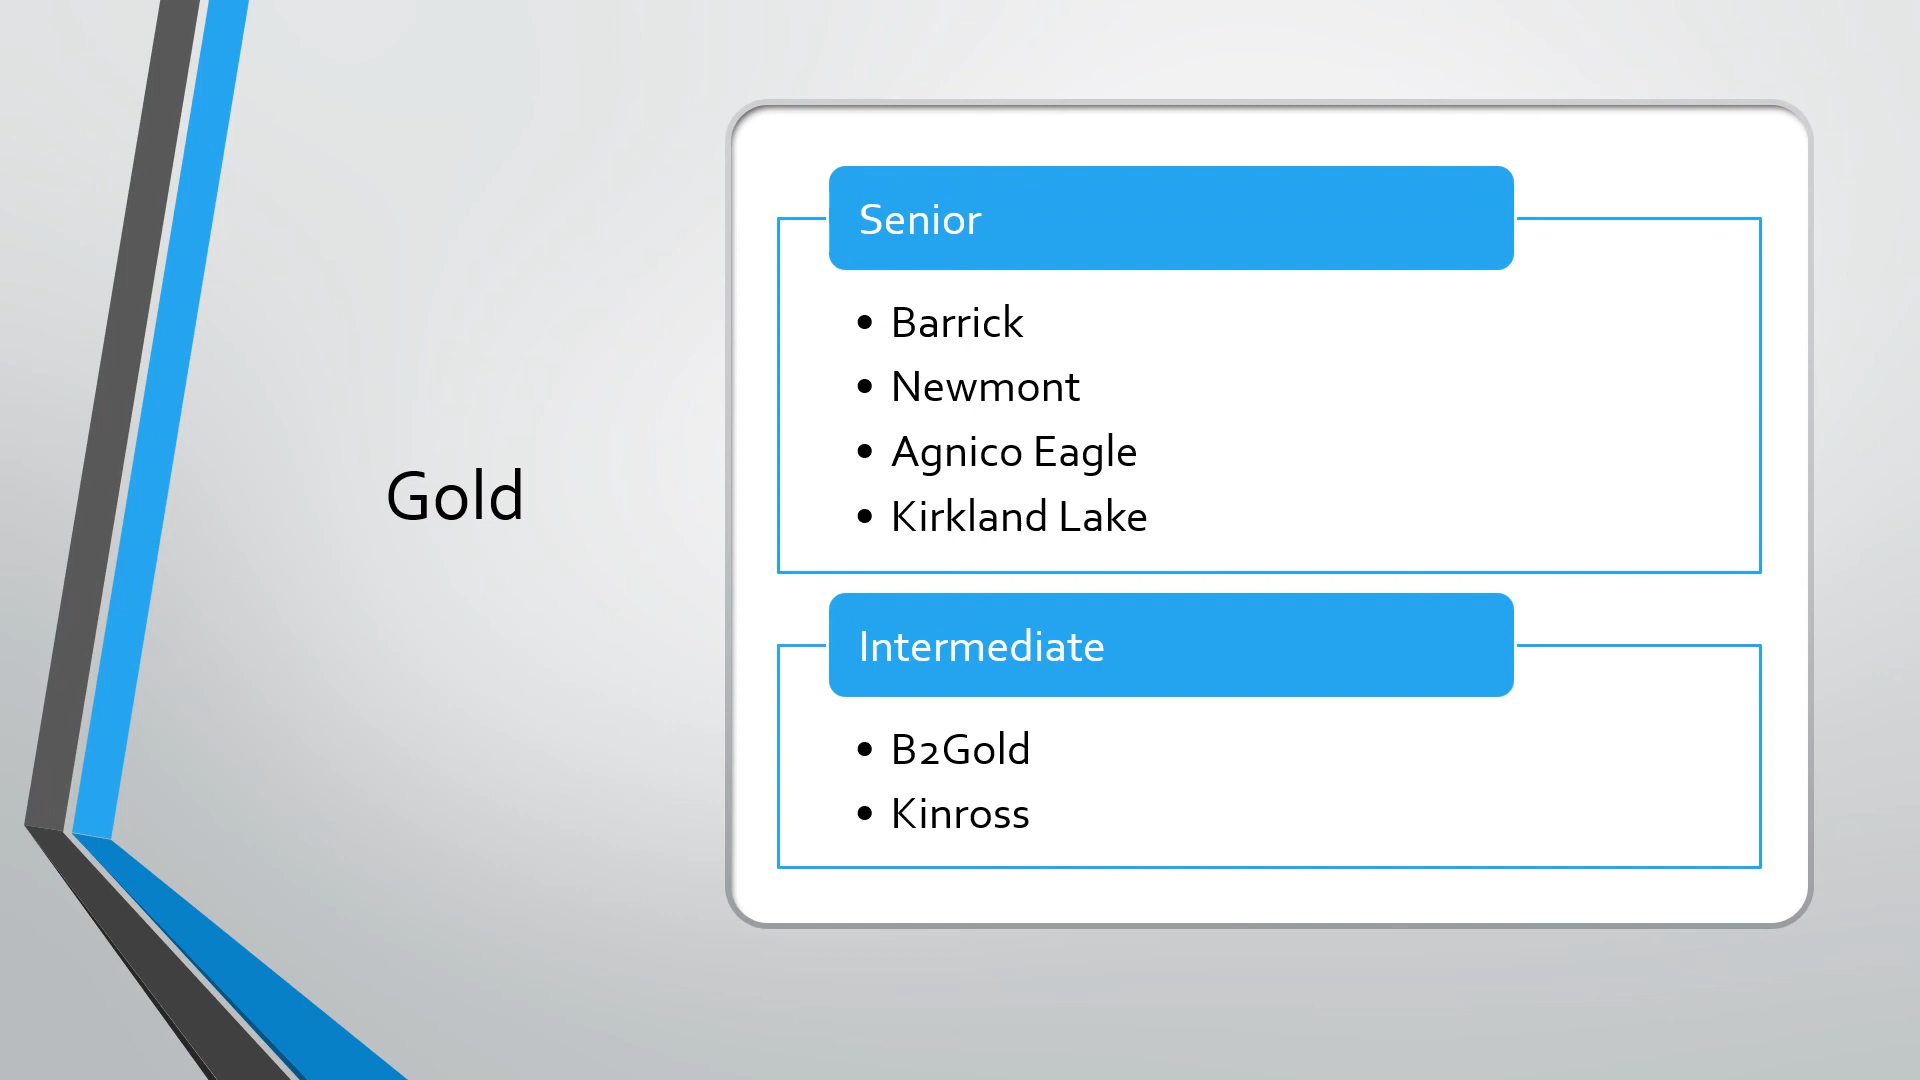 Gold
Senior
• Barrick
• Newmont
• Agnico Eagle
• Kirkland Lake
Intermediate
• B2Gold
• Kinross